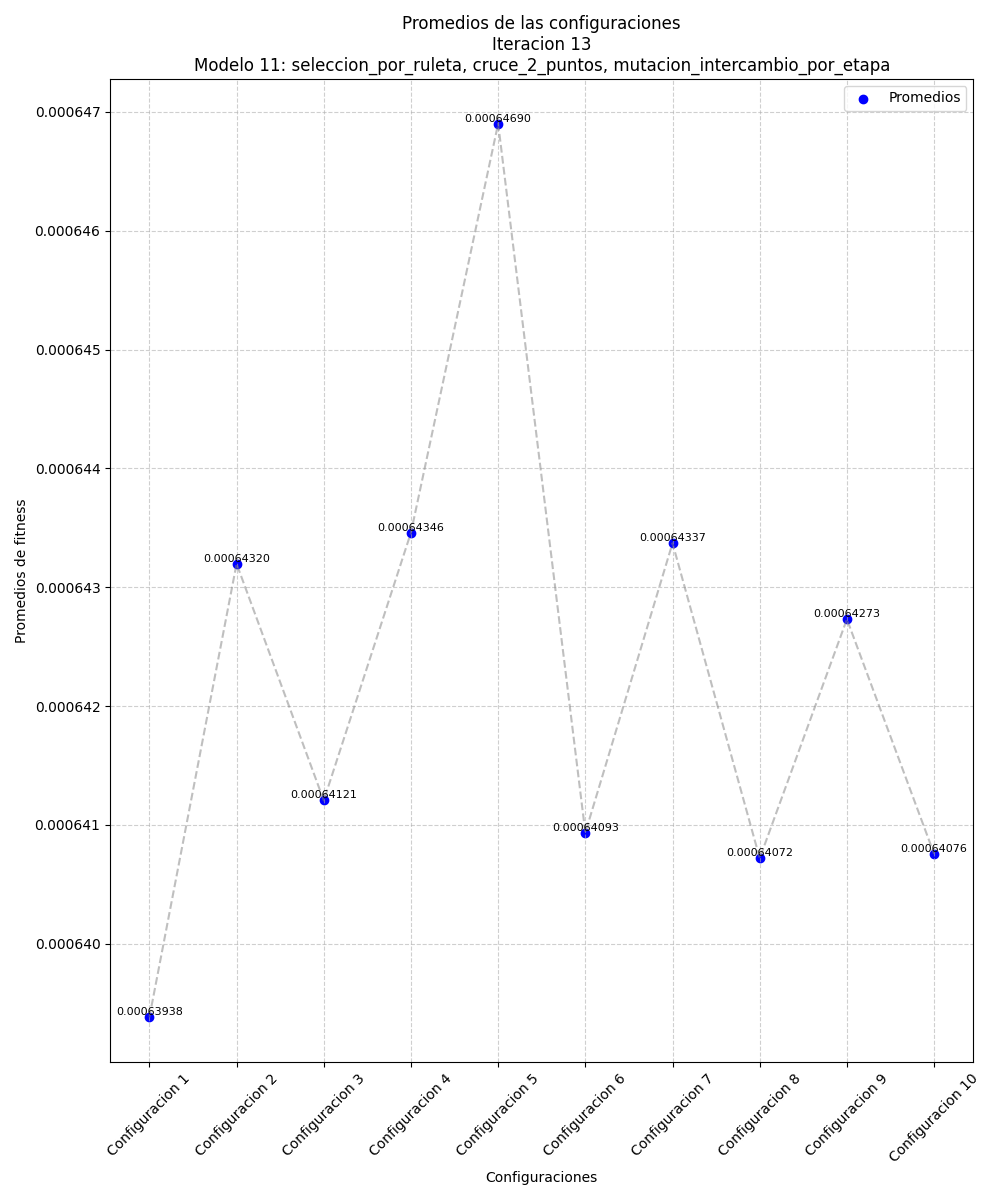 Promedios de las configuraciones
Iteracion 13
Modelo 11: seleccion_por_ruleta, cruce_2_puntos, mutacion_intercambio_por_etapa
Promedios
0.000647
0.000646
0.000645
0.000644
0.000643
0.000642
0.000641
0.000640
Promedios de fitness
0.00063938
0.00064320
0.00064121
0.00064346
0.00064690
0.00064093
0.00064337
0.00064072
0.00064273
0.00064076
Configuracion 1
Configuracion 2
Configuracion 3
Configuracion 4
Configuracion 5
Configuracion 6
Configuracion 7
Configuracion 8
Configuracion 9
Configuracion 10
Configuraciones